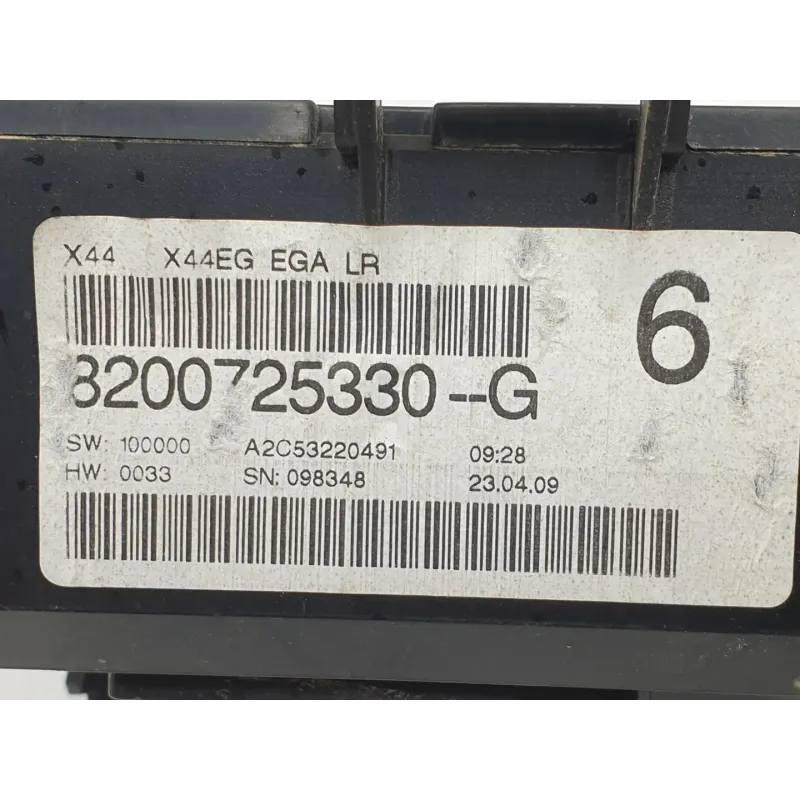 X44 X44EG EGA LR
6
8200725330--G
SW: 100000 A2C53220491 09:28
HW: 0033 SN: 098348 23.04.09